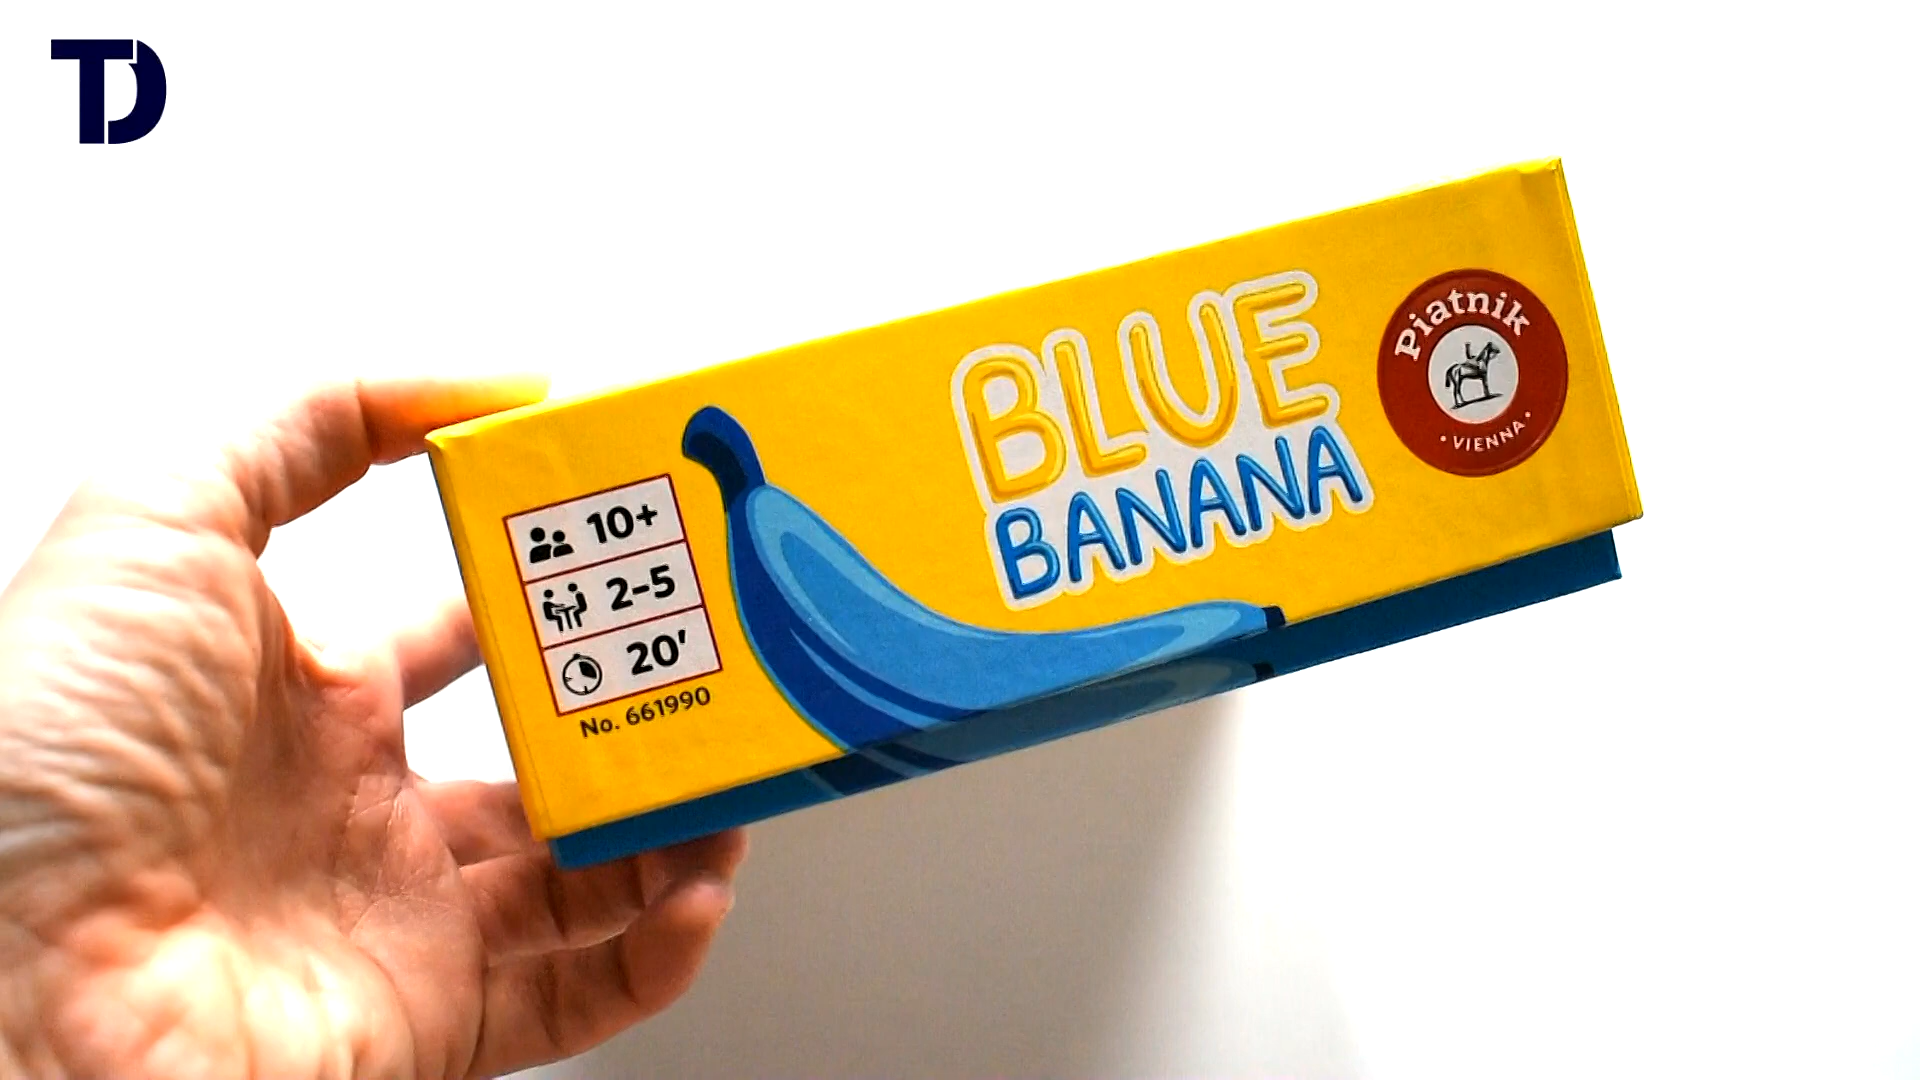 TD
BLUE
BANANA
Piatnik
• VIENNA •
10+
2-5
20'
No. 661990